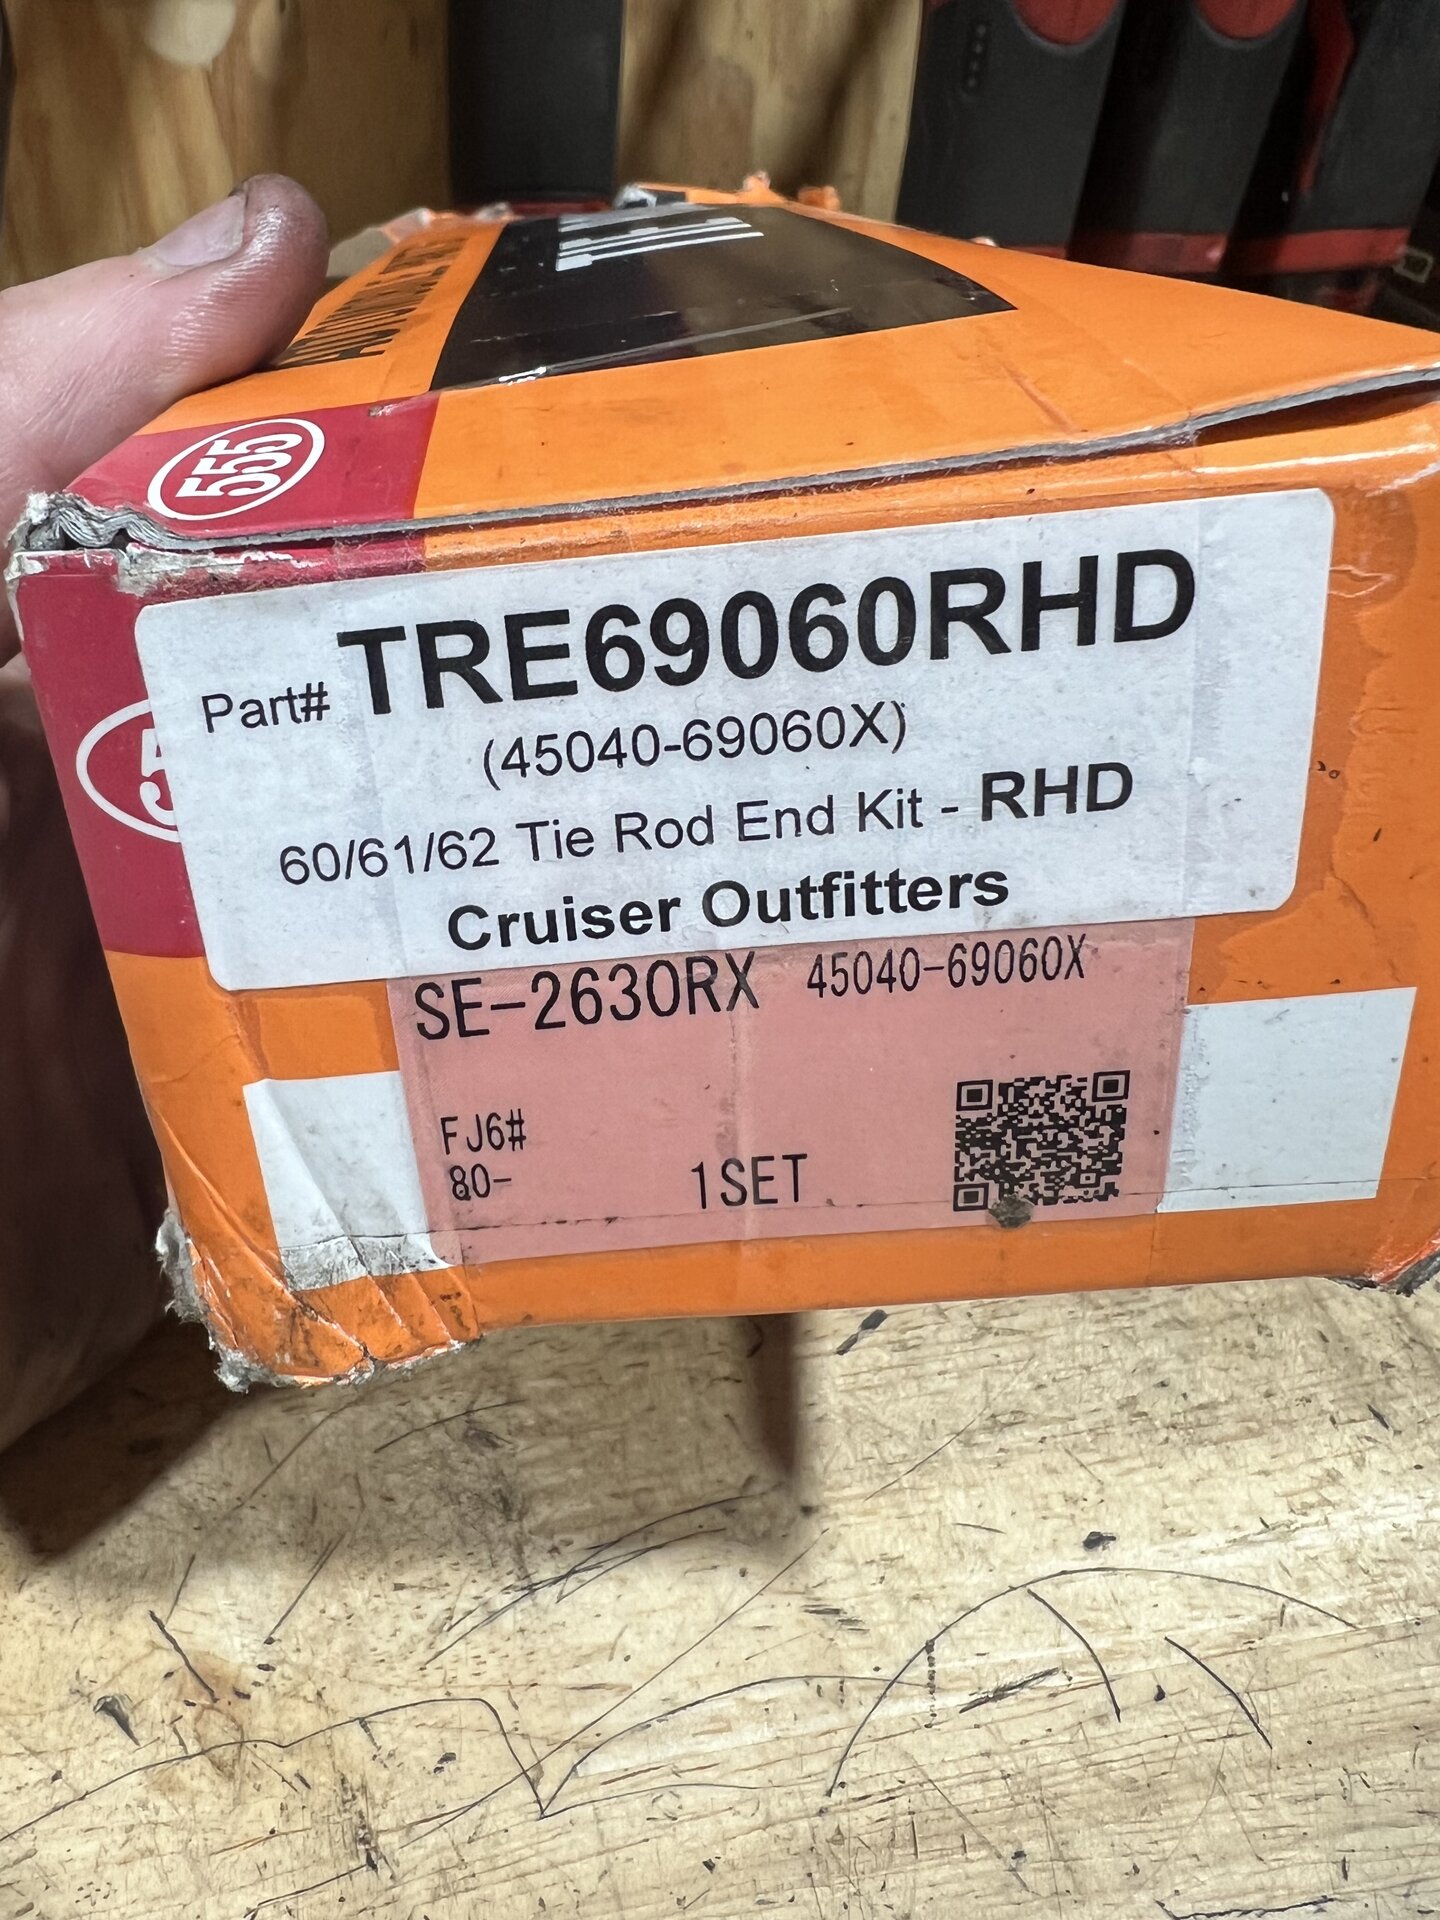 555
Part# TRE69060RHD
(45040-69060X)
60/61/62 Tie Rod End Kit - RHD
Cruiser Outfitters
SE-2630RX 45040-69060X
FJ6#
80-
1SET